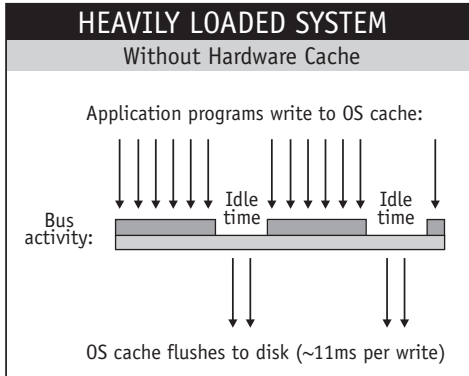 HEAVILY LOADED SYSTEM
Without Hardware Cache
Application programs write to OS cache:
Idle
time
Idle
time
Bus
activity:
OS cache flushes to disk (~11ms per write)